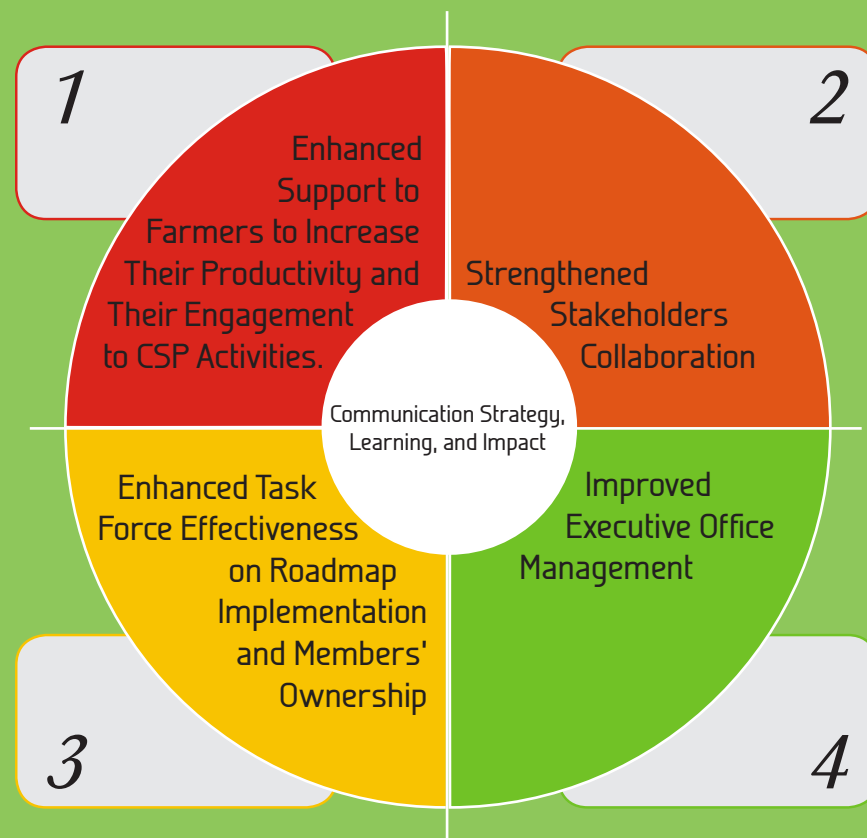 1
Enhanced
Support to
Farmers to Increase
Their Productivity and
Their Engagement
to CSP Activities.
2
Strengthened
Stakeholders
Collaboration
Communication Strategy,
Learning, and Impact
Enhanced Task
Force Effectiveness
on Roadmap
Implementation
and Members'
Ownership
3
Improved
Executive Office
Management
4